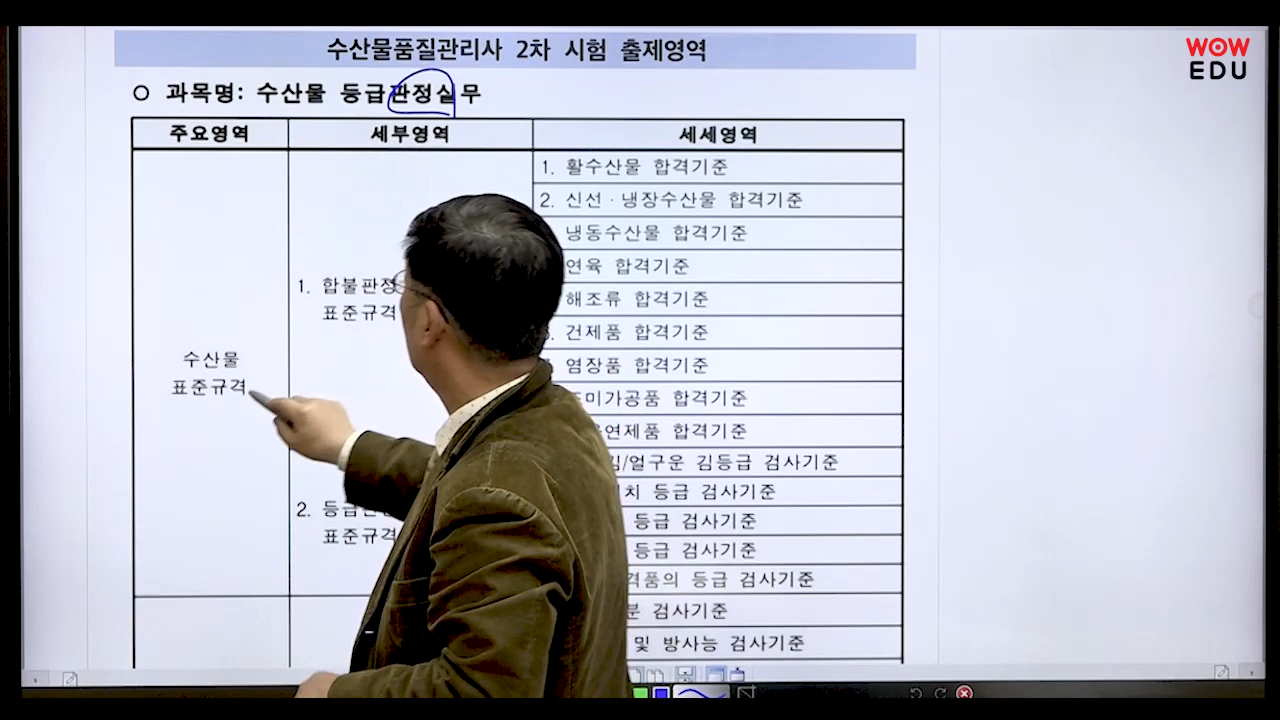 수산물품질관리사 2차 시험 출제영역
WOW
EDU
○ 과목명: 수산물 등급판정실무
주요영역 세부영역 세세영역
1. 활수산물 합격기준
2. 신선·냉장수산물 합격기준
냉동수산물 합격기준
연육 합격기준
1. 합불판정
표준규격
해조류 합격기준
건제품 합격기준
염장품 합격기준
수산물
표준규격
미가공품 합격기준
연제품 합격기준
김/얼구운 김등급 검사기준
등급 검사기준
2. 등급
표준규격
등급 검사기준
등급 검사기준
등급 검사기준
검사기준
및 방사능 검사기준